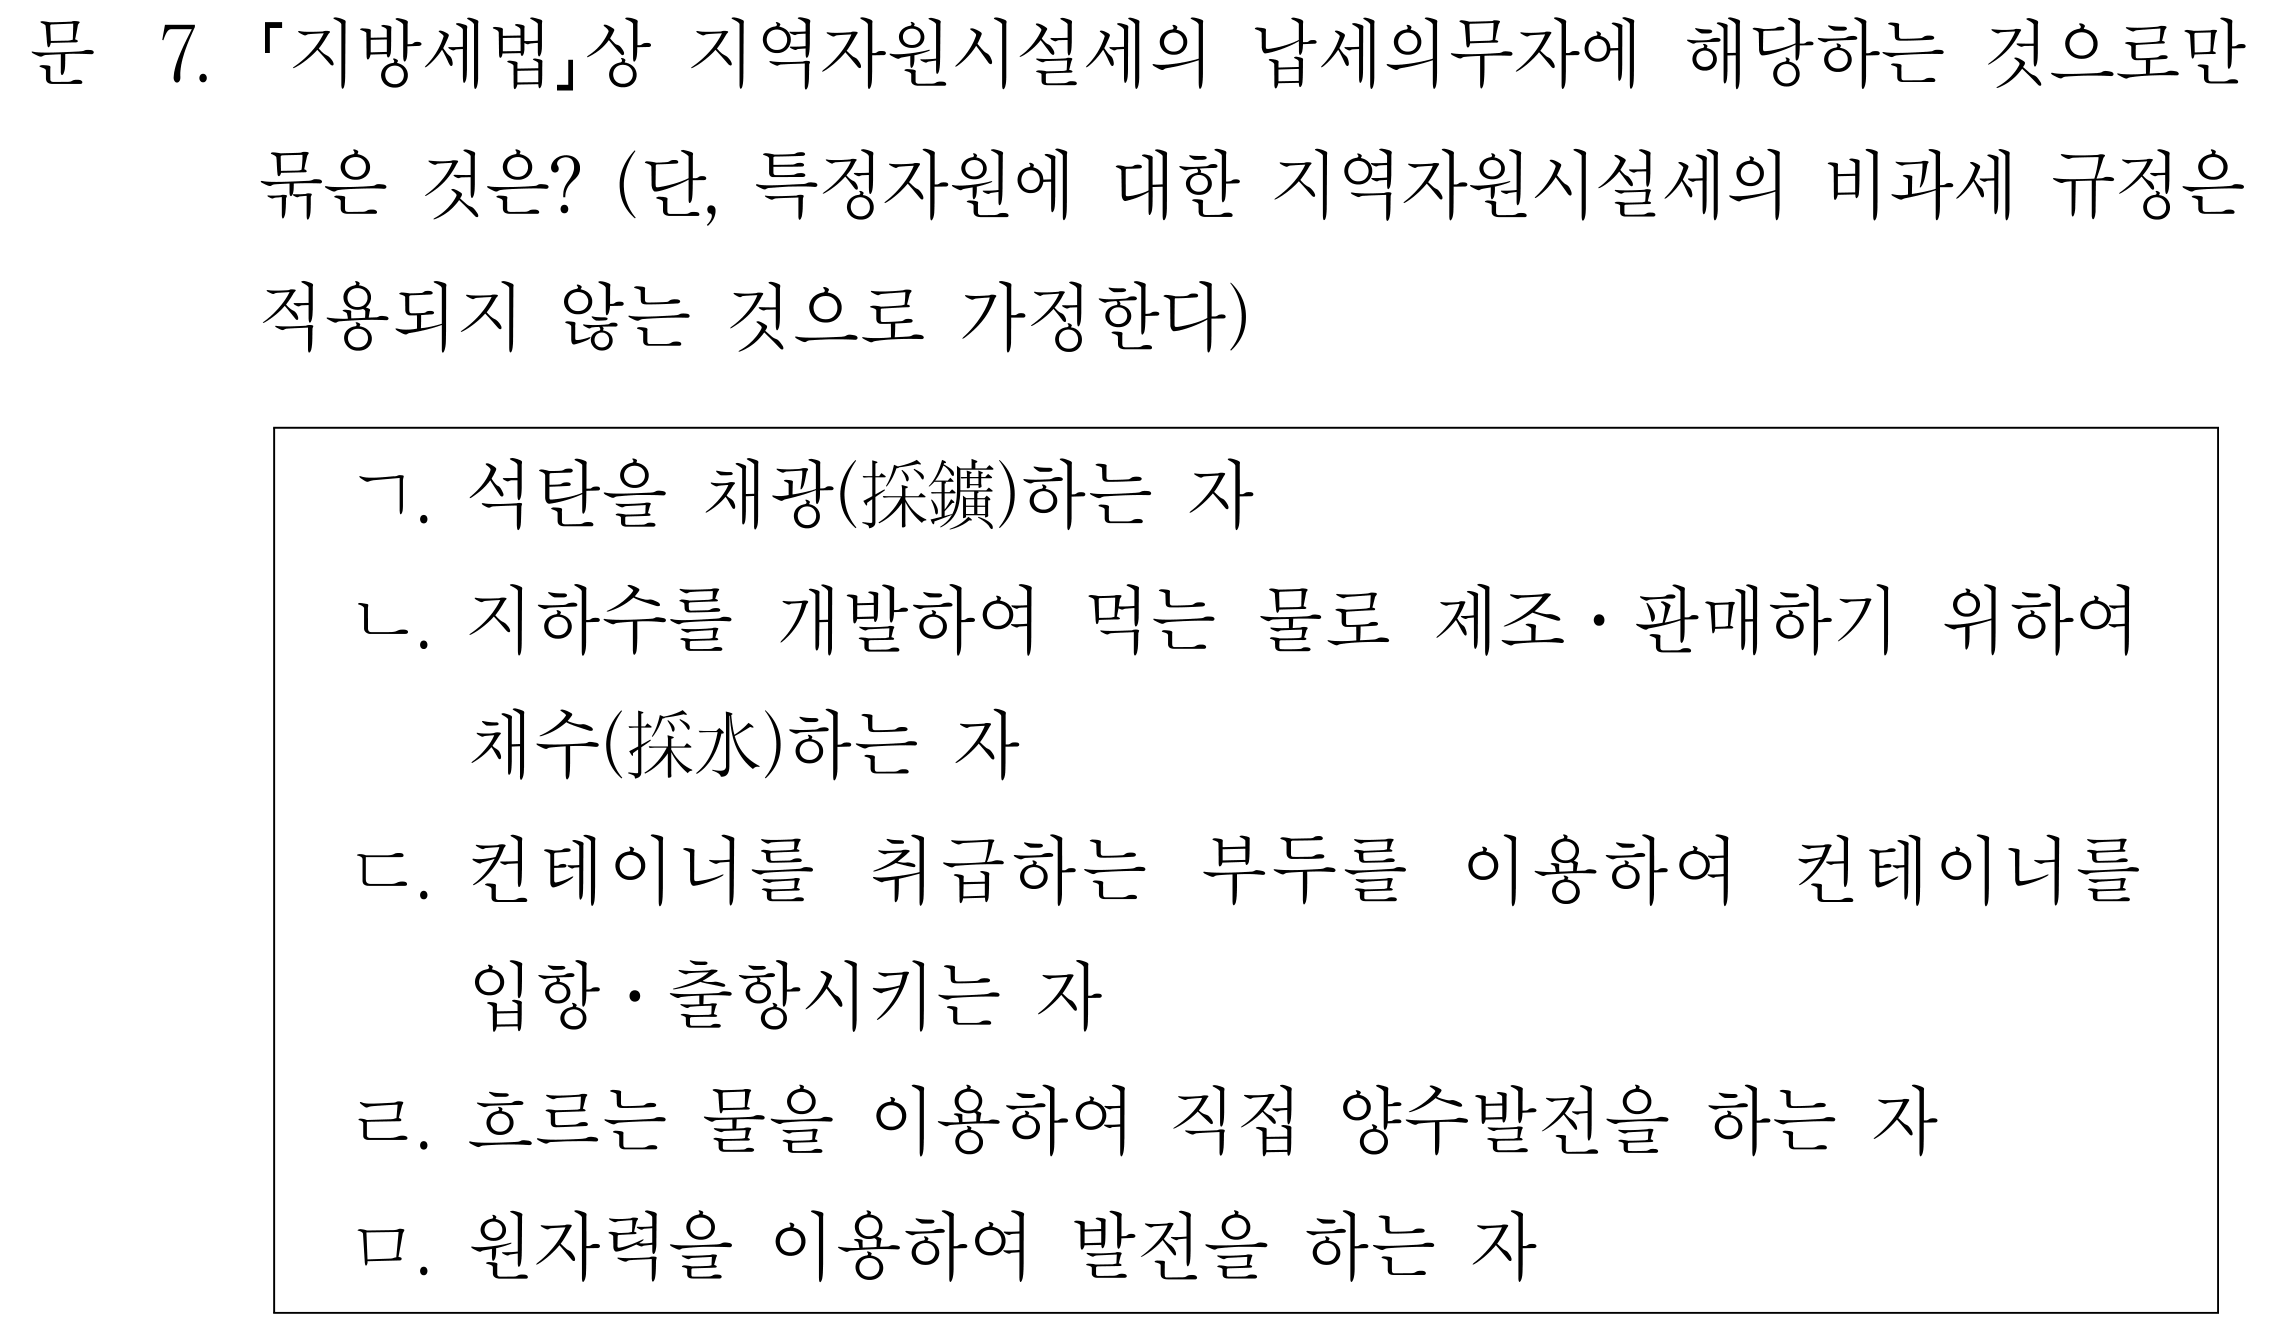 문 7. ｢지방세법｣상 지역자원시설세의 납세의무자에 해당하는 것으로만
묶은 것은? (단, 특정자원에 대한 지역자원시설세의 비과세 규정은
적용되지 않는 것으로 가정한다)
ㄱ. 석탄을 채광(採鑛)하는 자
ㄴ. 지하수를 개발하여 먹는 물로 제조・판매하기 위하여
채수(採水)하는 자
ㄷ. 컨테이너를 취급하는 부두를 이용하여 컨테이너를
입항・출항시키는 자
ㄹ. 흐르는 물을 이용하여 직접 양수발전을 하는 자
ㅁ. 원자력을 이용하여 발전을 하는 자